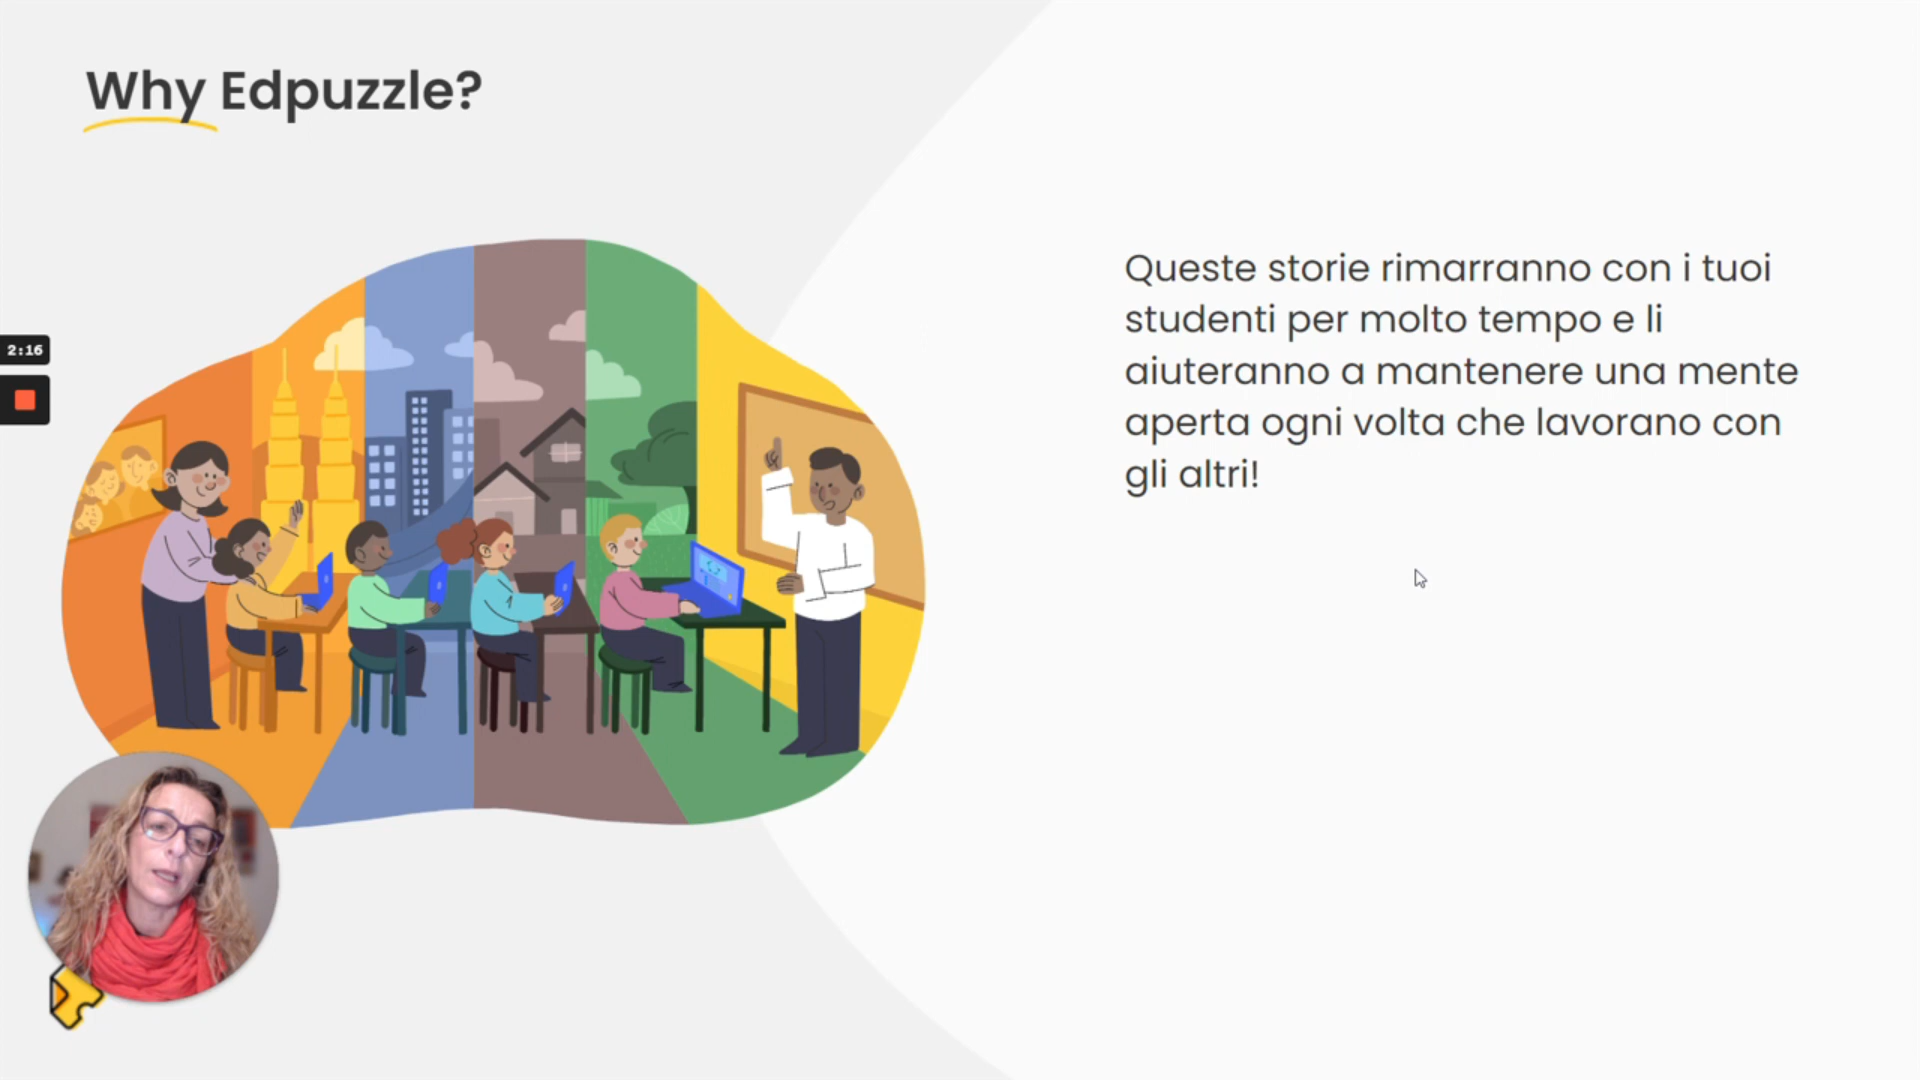 Why Edpuzzle?
Queste storie rimarranno con i tuoi
studenti per molto tempo e li
aiuteranno a mantenere una mente
aperta ogni volta che lavorano con
gli altri!
2:16